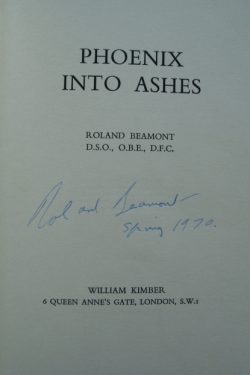 PHOENIX
INTO ASHES
ROLAND BEAMONT
D.S.O., O.B.E., D.F.C.
Roland Beamont
Spring 1970.
WILLIAM KIMBER
6 QUEEN ANNE'S GATE, LONDON, S.W.1